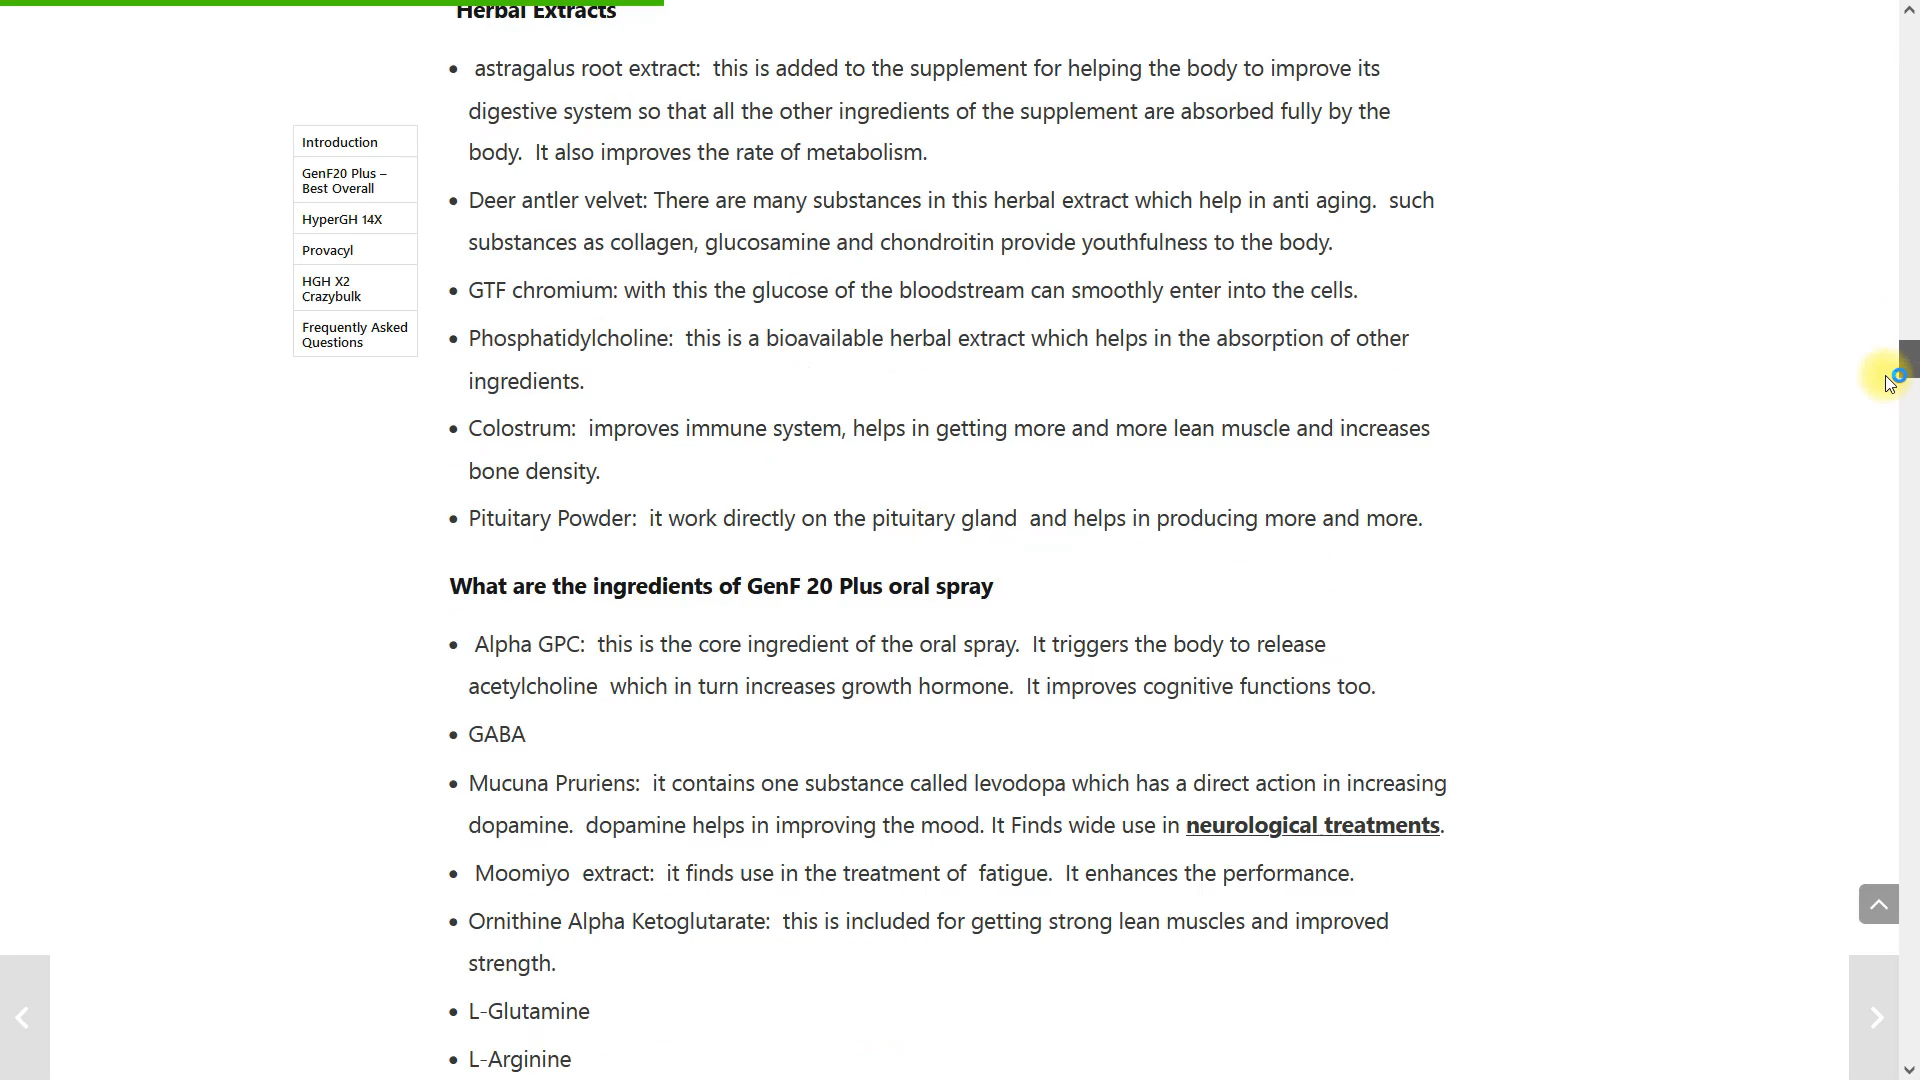 Herbal Extracts
astragalus root extract:  this is added to the supplement for helping the body to improve its
digestive system so that all the other ingredients of the supplement are absorbed fully by the
body.  It also improves the rate of metabolism.
Introduction
GenF20 Plus –
Best Overall
HyperGH 14X
Provacyl
HGH X2
Crazybulk
Frequently Asked
Questions
Deer antler velvet: There are many substances in this herbal extract which help in anti aging.  such
substances as collagen, glucosamine and chondroitin provide youthfulness to the body.
GTF chromium: with this the glucose of the bloodstream can smoothly enter into the cells.
Phosphatidylcholine:  this is a bioavailable herbal extract which helps in the absorption of other
ingredients.
Colostrum:  improves immune system, helps in getting more and more lean muscle and increases
bone density.
Pituitary Powder:  it work directly on the pituitary gland  and helps in producing more and more.
What are the ingredients of GenF 20 Plus oral spray
Alpha GPC:  this is the core ingredient of the oral spray.  It triggers the body to release
acetylcholine  which in turn increases growth hormone.  It improves cognitive functions too.
GABA
Mucuna Pruriens:  it contains one substance called levodopa which has a direct action in increasing
dopamine.  dopamine helps in improving the mood. It Finds wide use in neurological treatments.
Moomiyo  extract:  it finds use in the treatment of  fatigue.  It enhances the performance.
Ornithine Alpha Ketoglutarate:  this is included for getting strong lean muscles and improved
strength.
L-Glutamine
L-Arginine